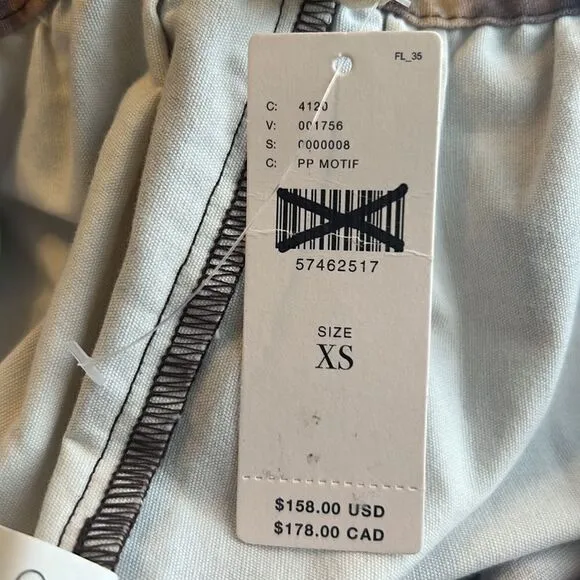 FL_35
C: 4120
V: 001756
S: 0000008
C: PP MOTIF
57462517
SIZE
XS
$158.00 USD
$178.00 CAD